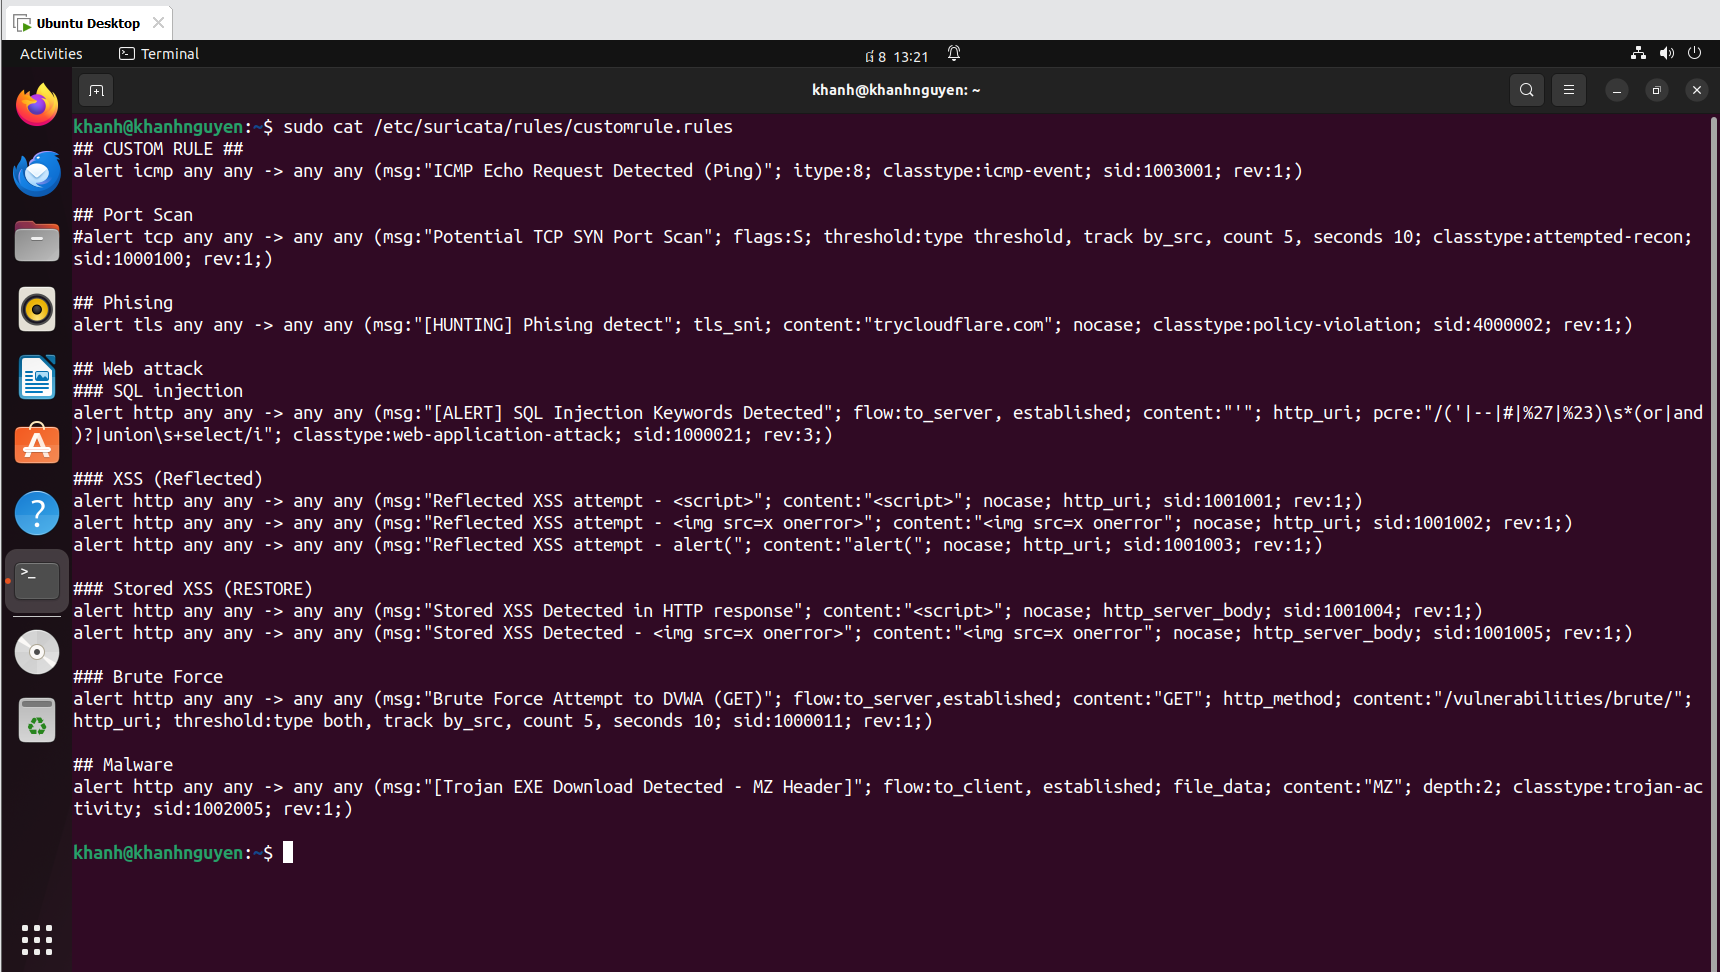 Ubuntu Desktop
Activities
Terminal
8 13:21
khanh@khanhnguyen: ~
khanh@khanhnguyen:~$ sudo cat /etc/suricata/rules/customrule.rules
## CUSTOM RULE ##
alert icmp any any -> any any (msg:"ICMP Echo Request Detected (Ping)"; itype:8; classtype:icmp-event; sid:1003001; rev:1;)
## Port Scan
#alert tcp any any -> any any (msg:"Potential TCP SYN Port Scan"; flags:S; threshold:type threshold, track by_src, count 5, seconds 10; classtype:attempted-recon;
sid:1000100; rev:1;)
## Phising
alert tls any any -> any any (msg:"[HUNTING] Phising detect"; tls_sni; content:"trycloudflare.com"; nocase; classtype:policy-violation; sid:4000002; rev:1;)
## Web attack
### SQL injection
alert http any any -> any any (msg:"[ALERT] SQL Injection Keywords Detected"; flow:to_server, established; content:"'"; http_uri; pcre:"/('|--|#|%27|%23)\s*(or|and
)?|union\s+select/i"; classtype:web-application-attack; sid:1000021; rev:3;)
### XSS (Reflected)
alert http any any -> any any (msg:"Reflected XSS attempt - <script>"; content:"<script>"; nocase; http_uri; sid:1001001; rev:1;)
alert http any any -> any any (msg:"Reflected XSS attempt - <img src=x onerror>"; content:"<img src=x onerror"; nocase; http_uri; sid:1001002; rev:1;)
alert http any any -> any any (msg:"Reflected XSS attempt - alert("; content:"alert("; nocase; http_uri; sid:1001003; rev:1;)
### Stored XSS (RESTORE)
alert http any any -> any any (msg:"Stored XSS Detected in HTTP response"; content:"<script>"; nocase; http_server_body; sid:1001004; rev:1;)
alert http any any -> any any (msg:"Stored XSS Detected - <img src=x onerror>"; content:"<img src=x onerror"; nocase; http_server_body; sid:1001005; rev:1;)
### Brute Force
alert http any any -> any any (msg:"Brute Force Attempt to DVWA (GET)"; flow:to_server,established; content:"GET"; http_method; content:"/vulnerabilities/brute/";
http_uri; threshold:type both, track by_src, count 5, seconds 10; sid:1000011; rev:1;)
## Malware
alert http any any -> any any (msg:"[Trojan EXE Download Detected - MZ Header]"; flow:to_client, established; file_data; content:"MZ"; depth:2; classtype:trojan-ac
tivity; sid:1002005; rev:1;)
khanh@khanhnguyen:~$